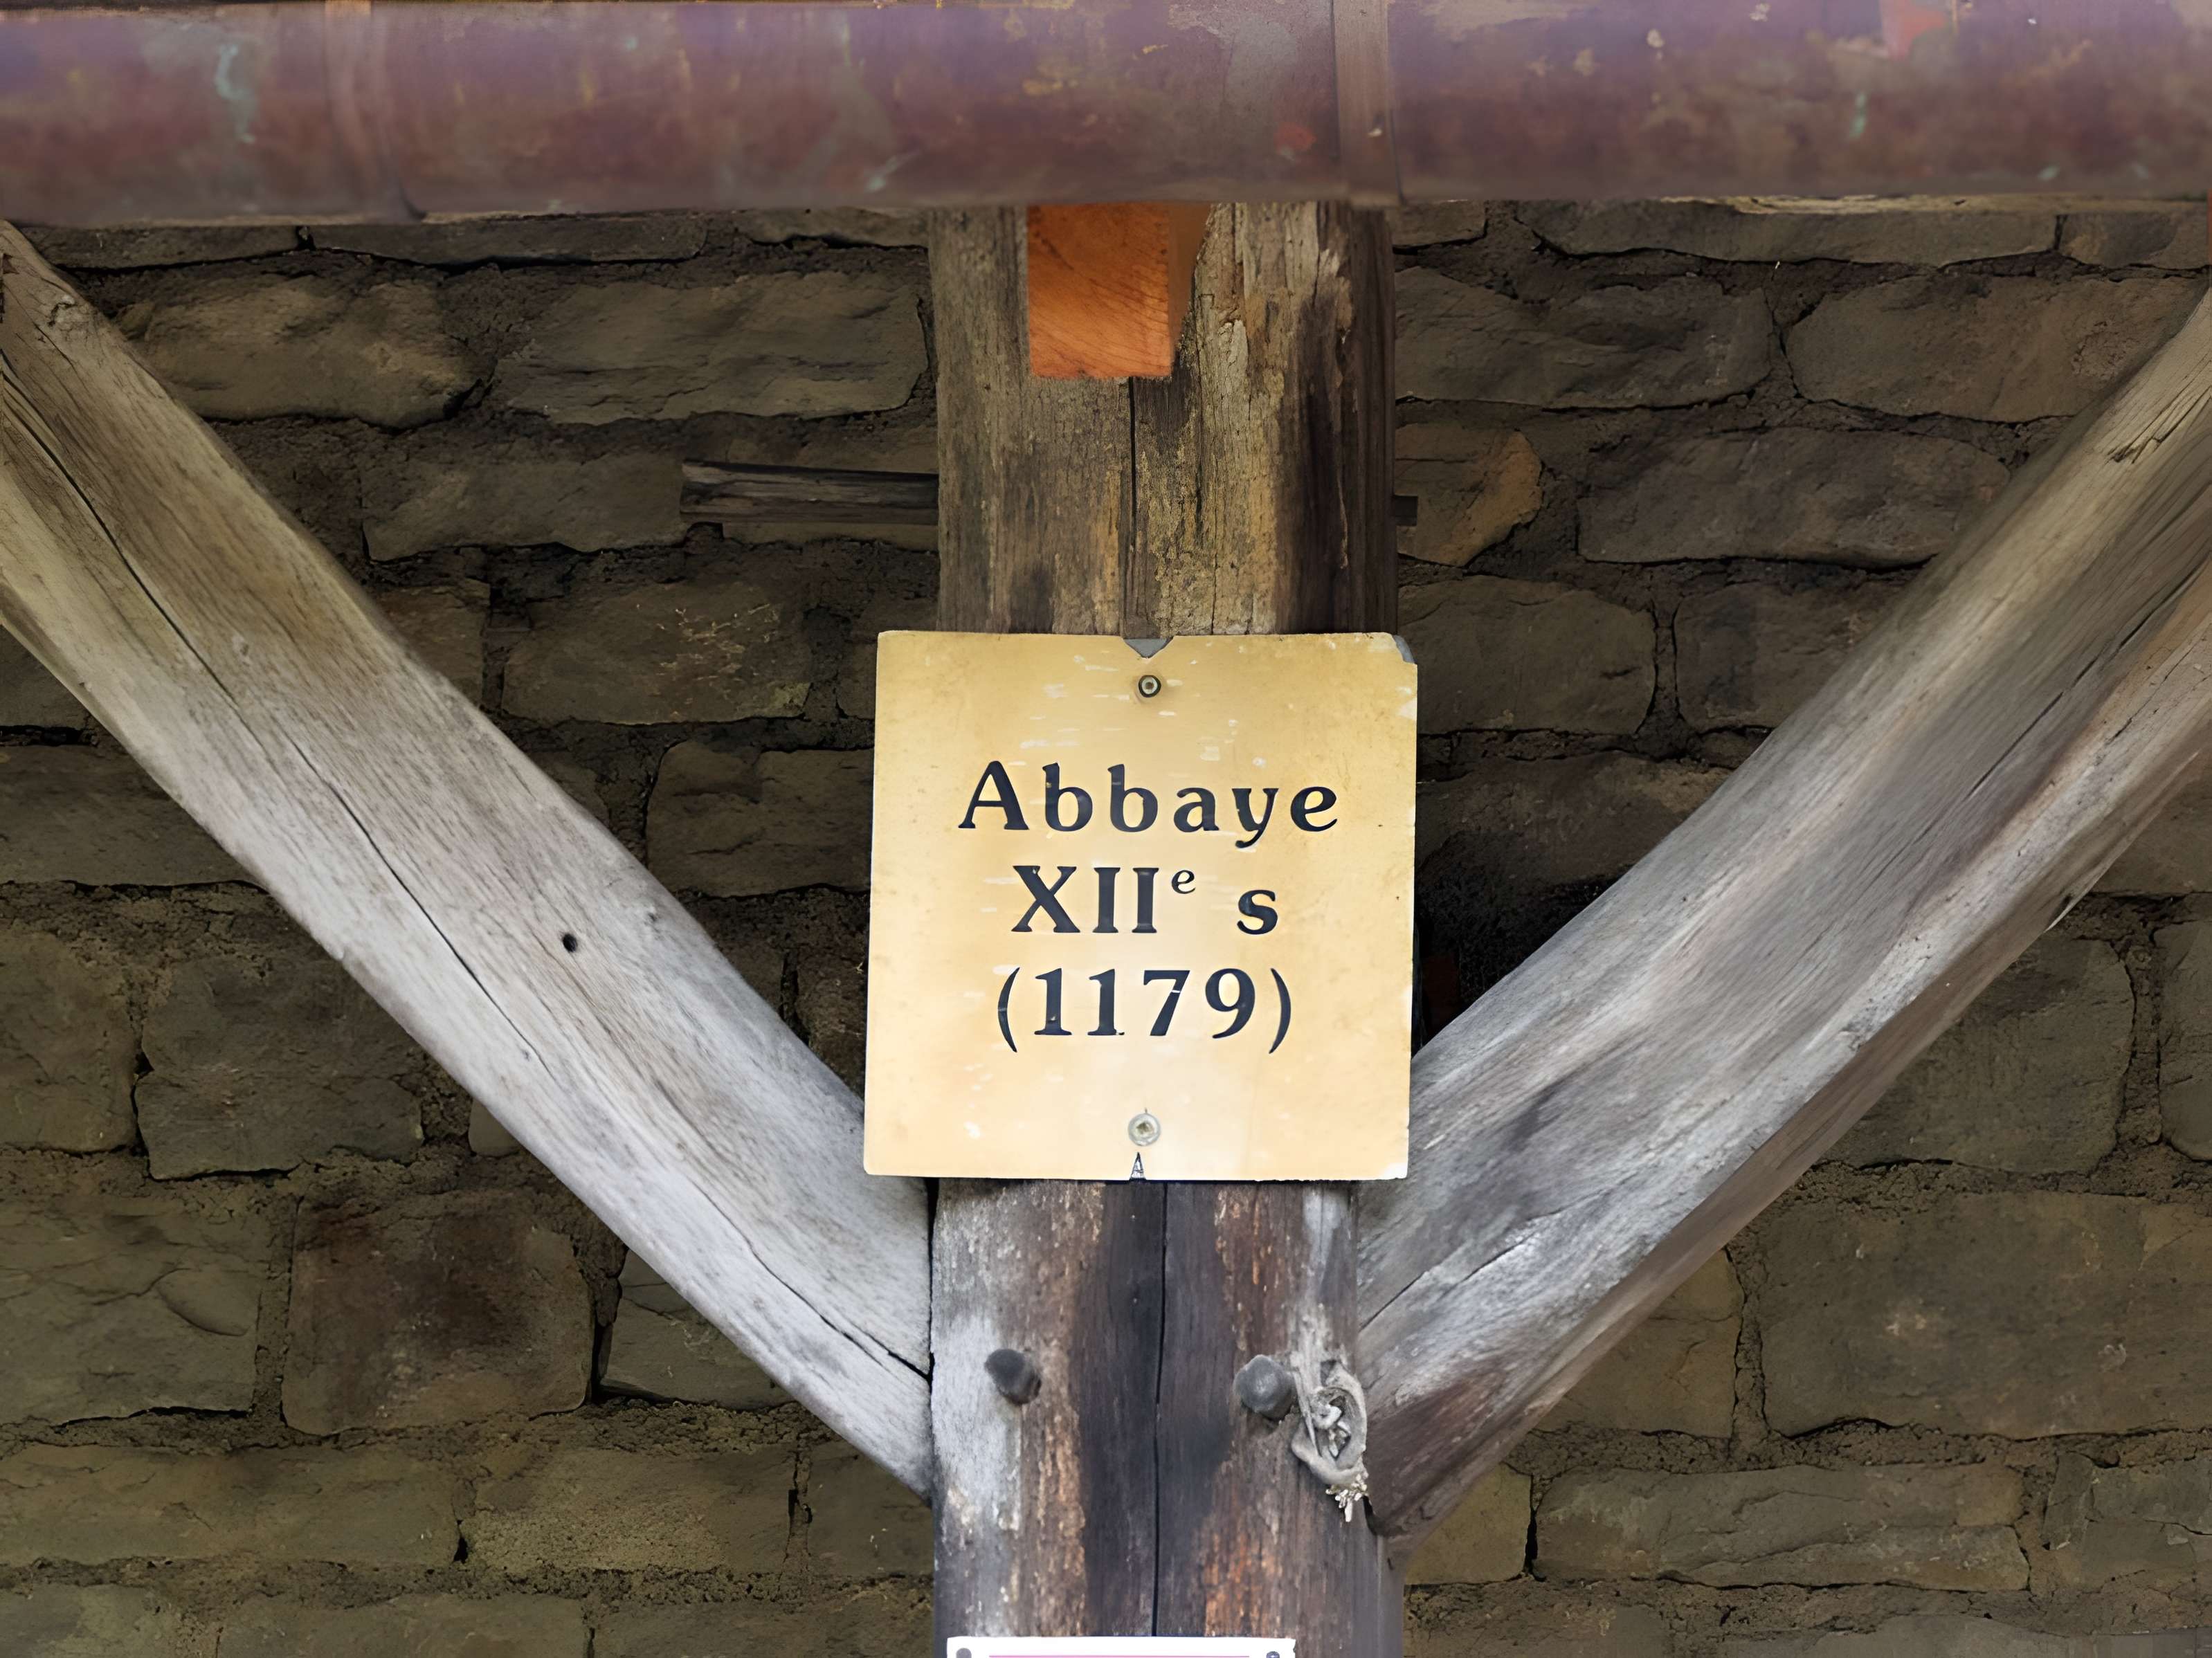 Abbaye
XIIᵉ s
(1179)